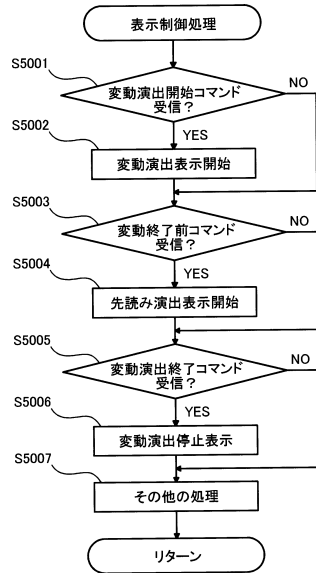 表示制御処理
S5001
変動演出開始コマンド
受信？
NO
YES
S5002
変動演出表示開始
S5003
変動終了前コマンド
受信？
NO
YES
S5004
先読み演出表示開始
S5005
変動演出終了コマンド
受信？
NO
YES
S5006
変動演出停止表示
S5007
その他の処理
リターン